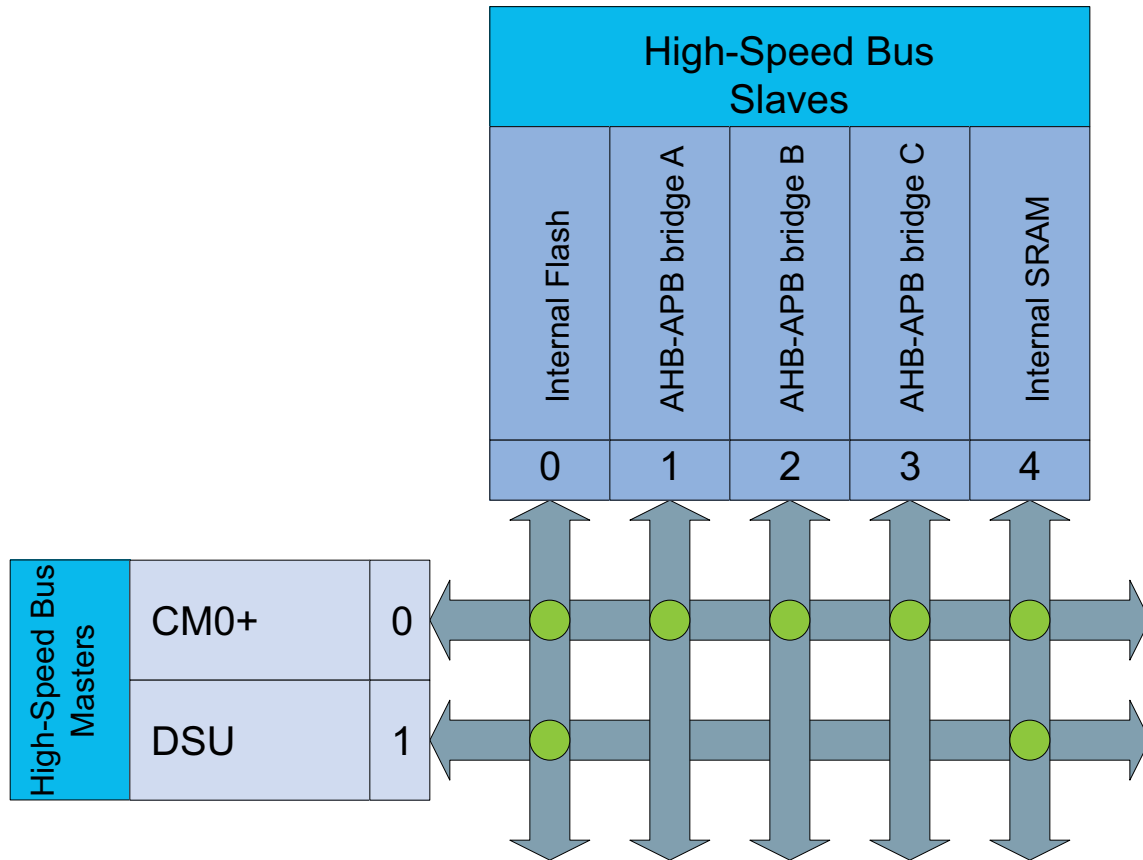 High-Speed Bus
Slaves
Internal Flash
AHB-APB bridge A
AHB-APB bridge B
AHB-APB bridge C
Internal SRAM
0
1
2
3
4
High-Speed Bus
Masters
CM0+
0
DSU
1